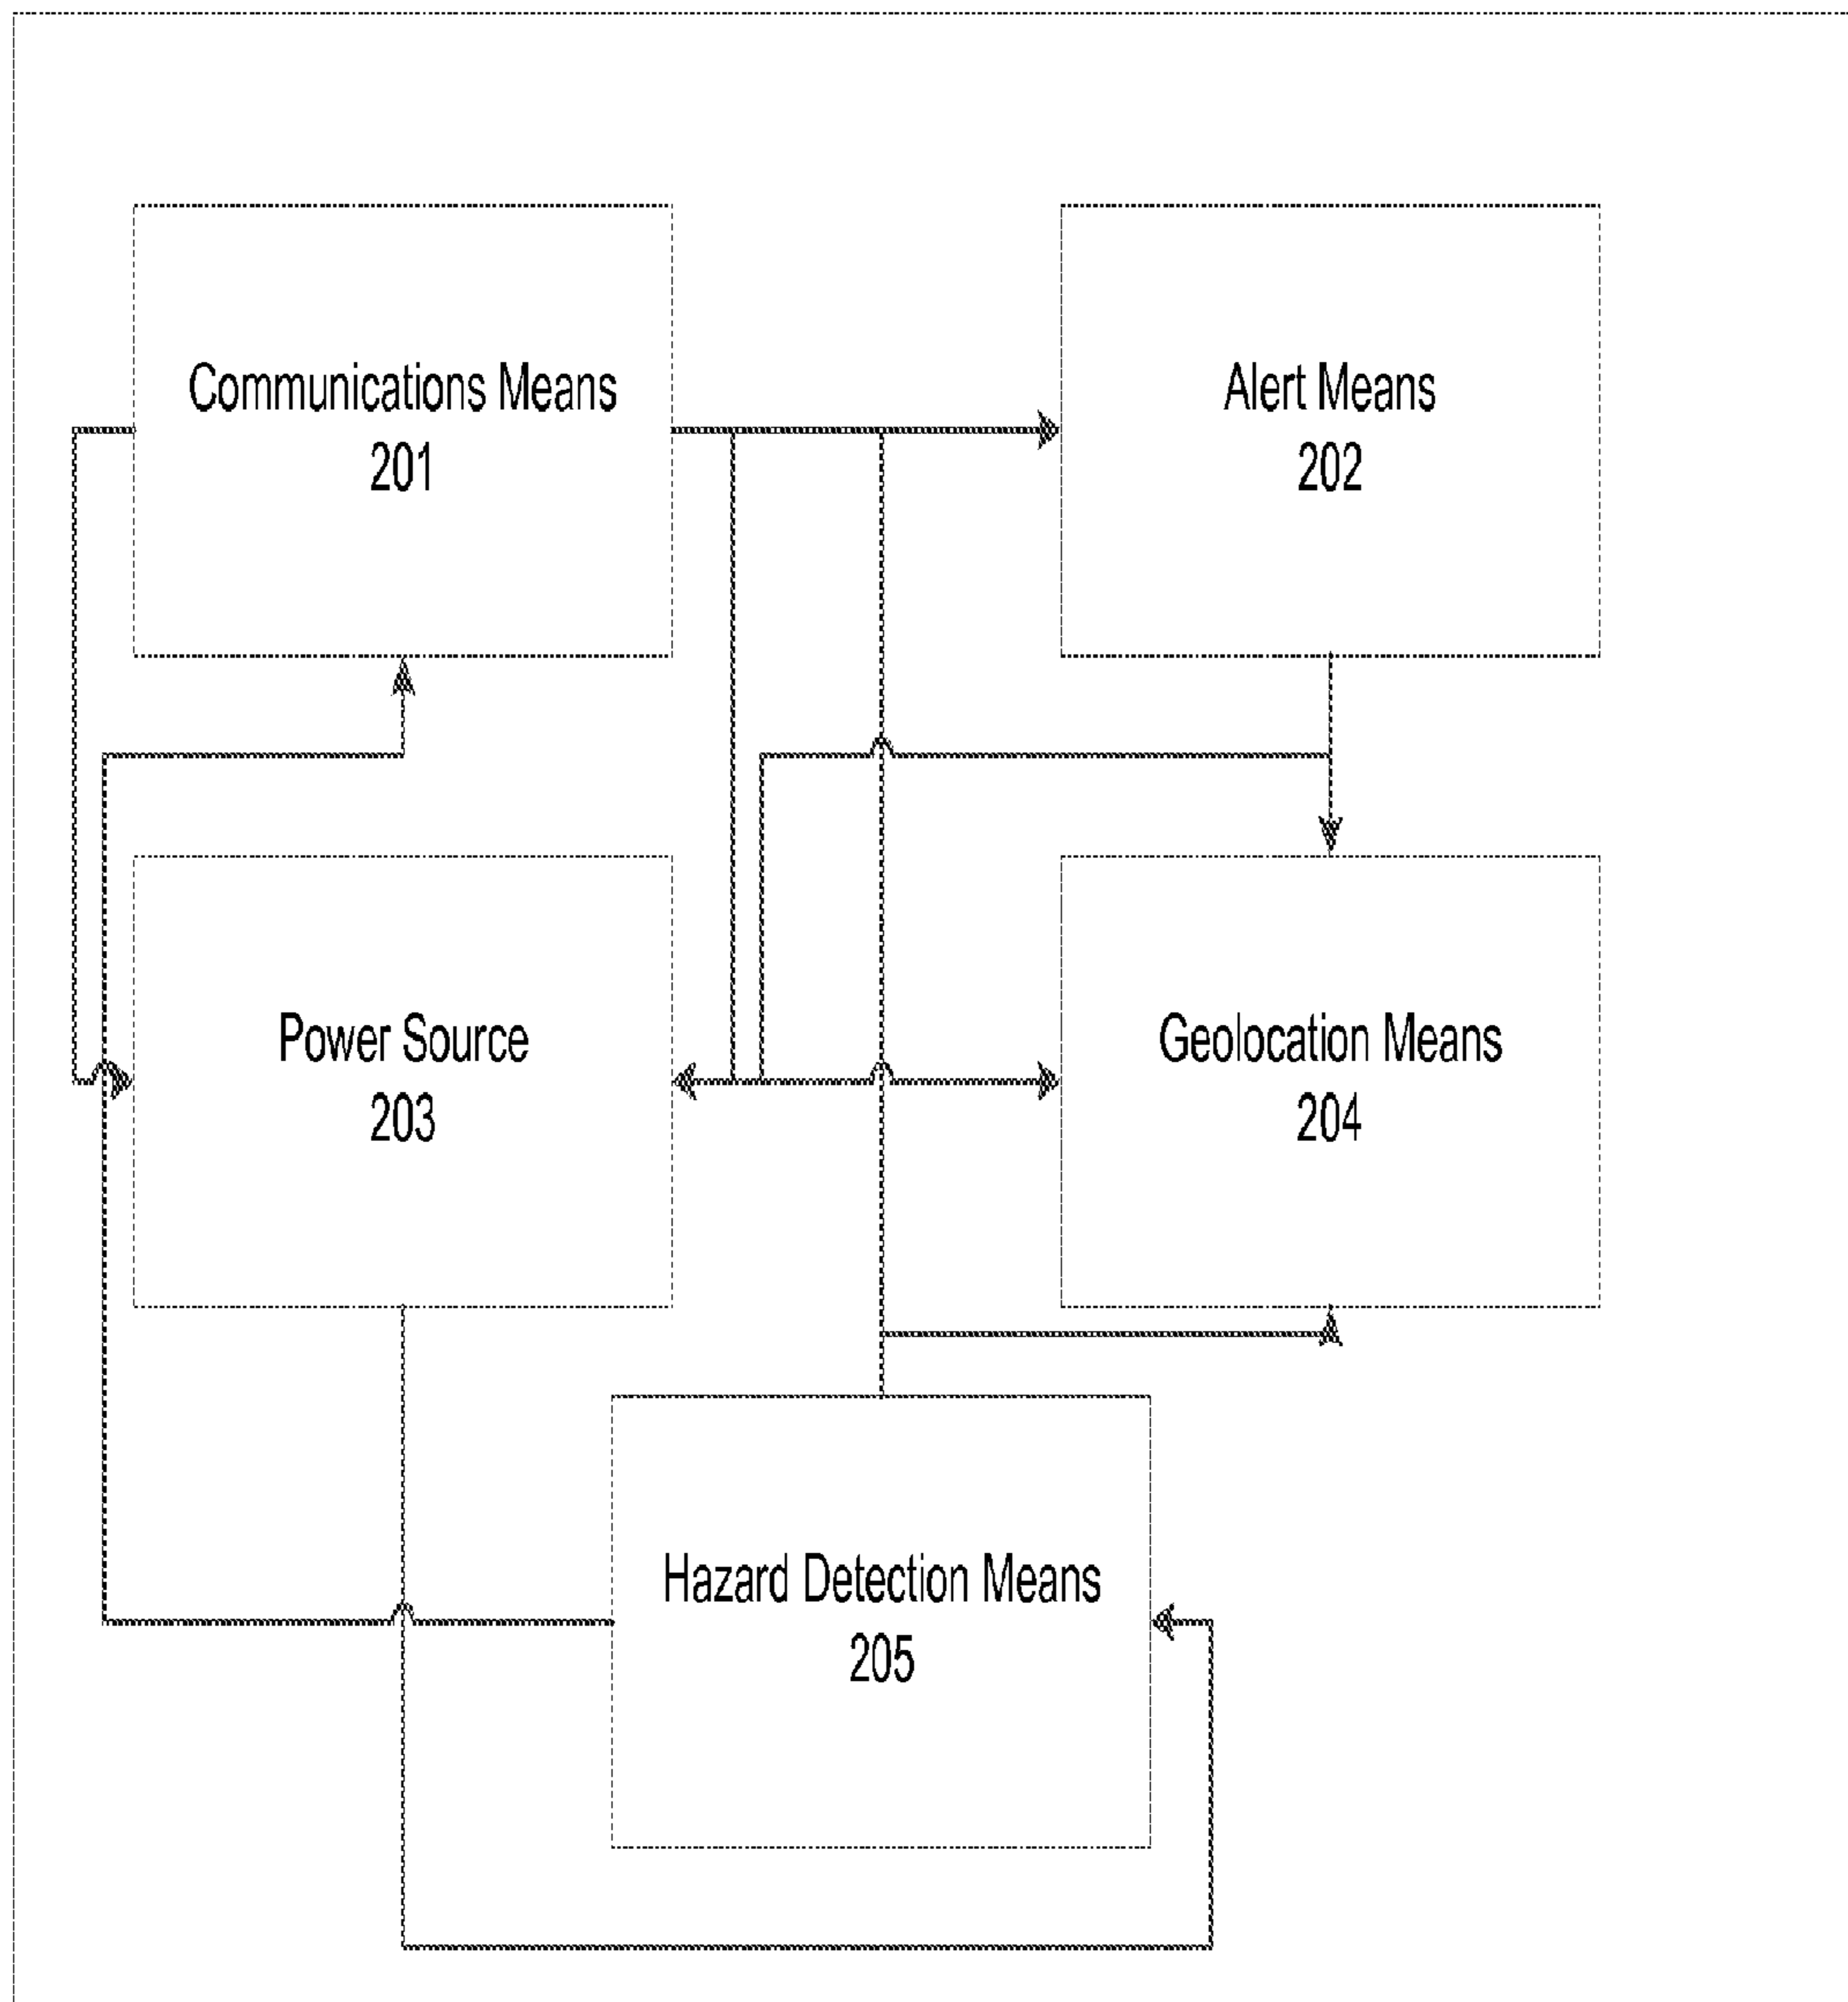 Communications Means
201
Alert Means
202
Power Source
203
Geolocation Means
204
Hazard Detection Means
205